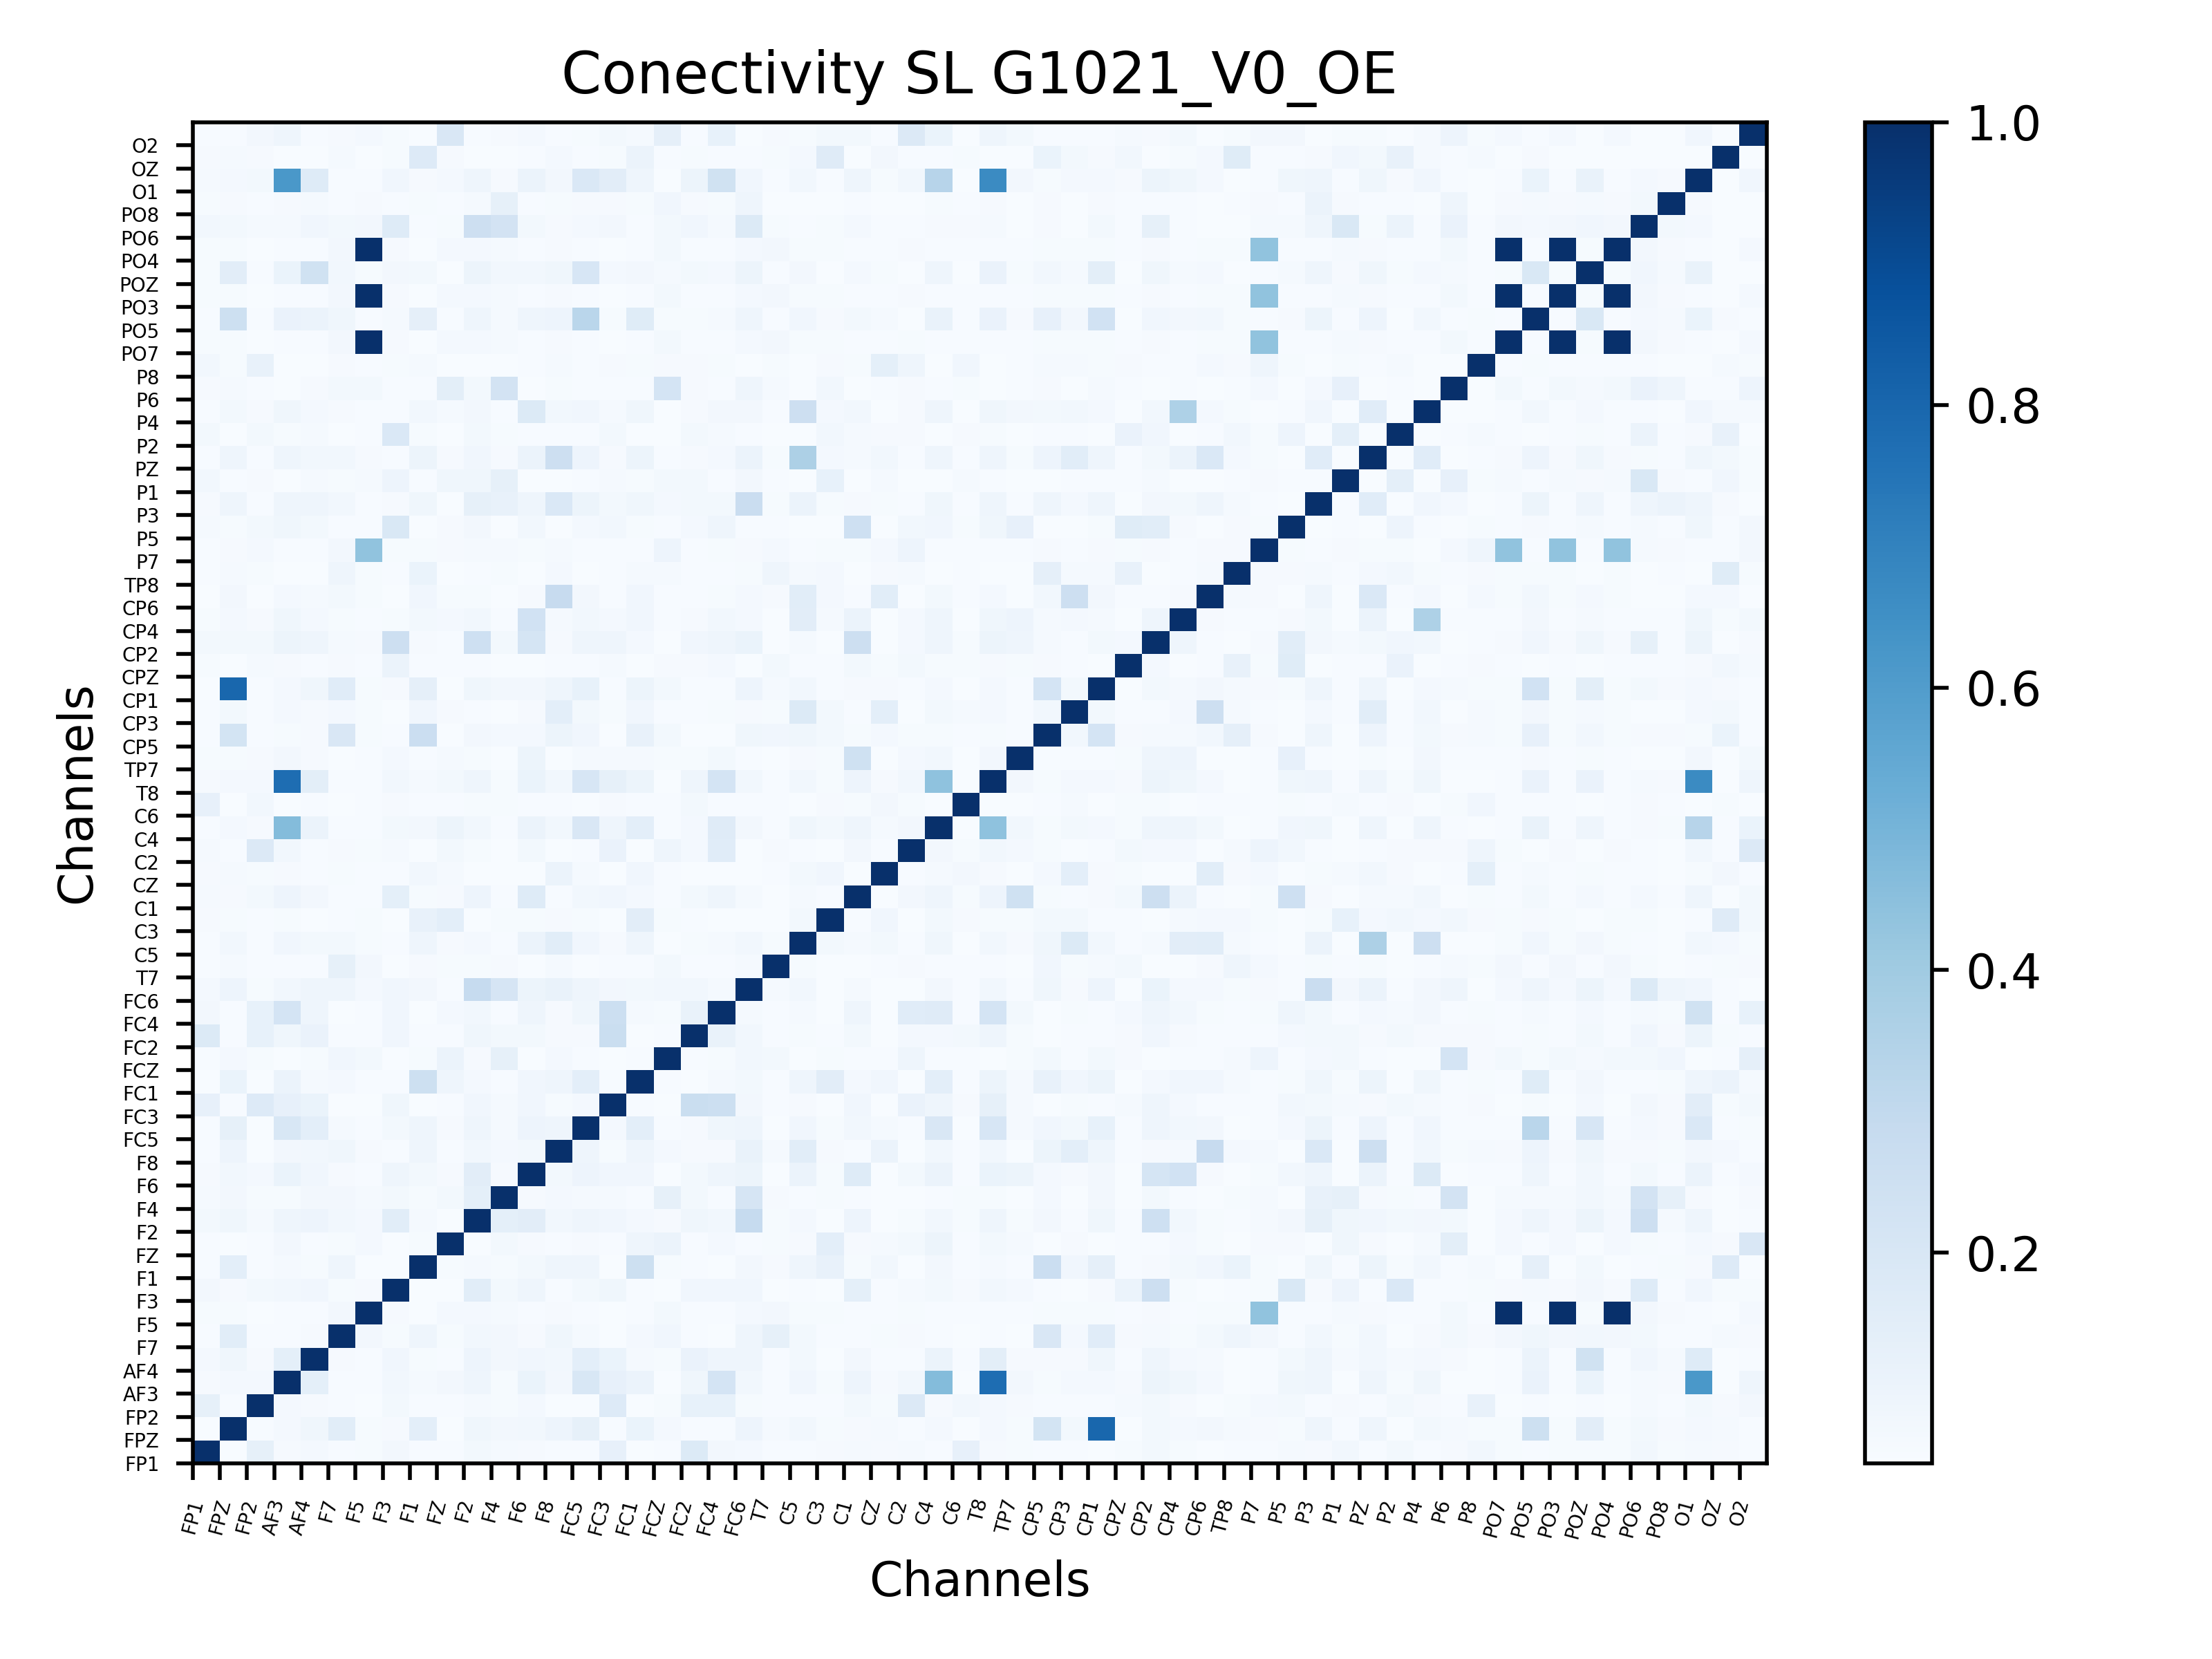 Conectivity SL G1021_V0_OE
Channels
O2
OZ
O1
PO8
PO6
PO4
POZ
PO3
PO5
PO7
P8
P6
P4
P2
PZ
P1
P3
P5
P7
TP8
CP6
CP4
CP2
CPZ
CP1
CP3
CP5
TP7
T8
C6
C4
C2
CZ
C1
C3
C5
T7
FC6
FC4
FC2
FCZ
FC1
FC3
FC5
F8
F6
F4
F2
FZ
F1
F3
F5
F7
AF4
AF3
FP2
FPZ
FP1
FP1 FPZ FP2 AF3 AF4 F7 F5 F3 F1 FZ F2 F4 F6 F8 FC5 FC3 FC1 FCZ FC2 FC4 FC6 T7 C5 C3 C1 CZ C2 C4 C6 T8 TP7 CP5 CP3 CP1 CPZ CP2 CP4 CP6 TP8 P7 P5 P3 P1 PZ P2 P4 P6 P8 PO7 PO5 PO3 POZ PO4 PO6 PO8 O1 OZ O2
Channels
1.0
0.8
0.6
0.4
0.2